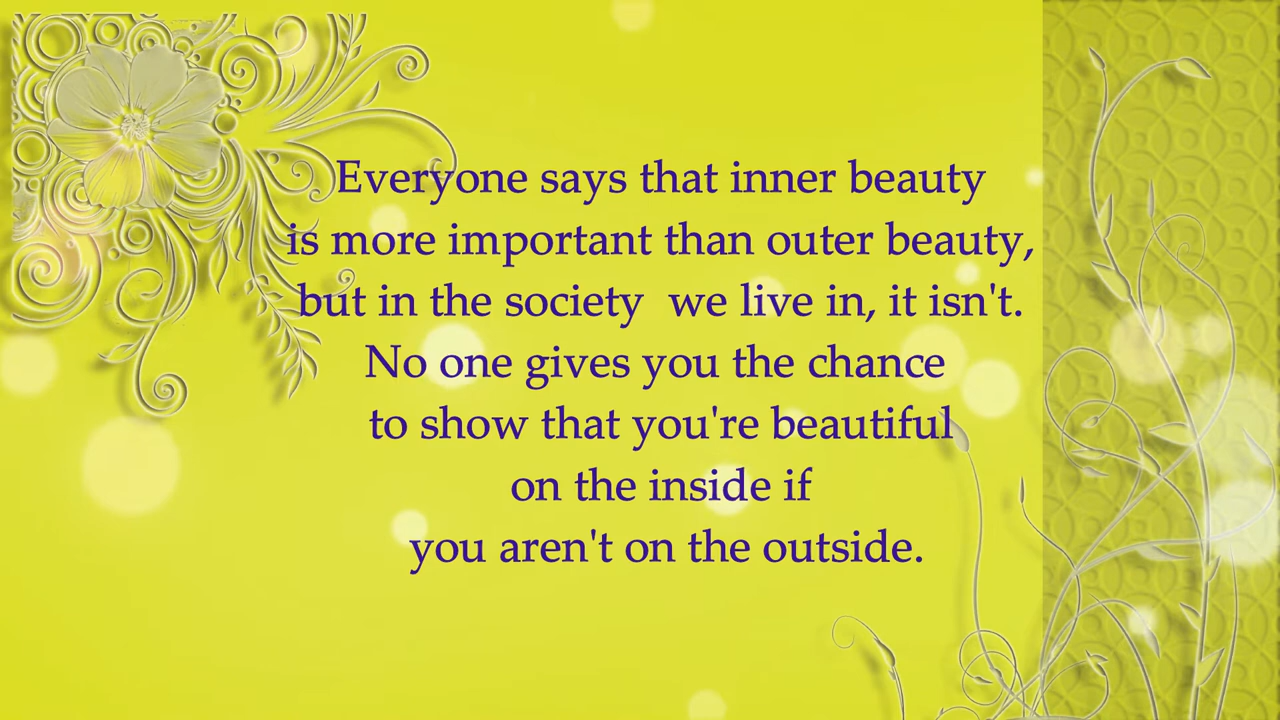 Everyone says that inner beauty
is more important than outer beauty,
but in the society  we live in, it isn't.
No one gives you the chance
to show that you're beautiful
on the inside if
you aren't on the outside.